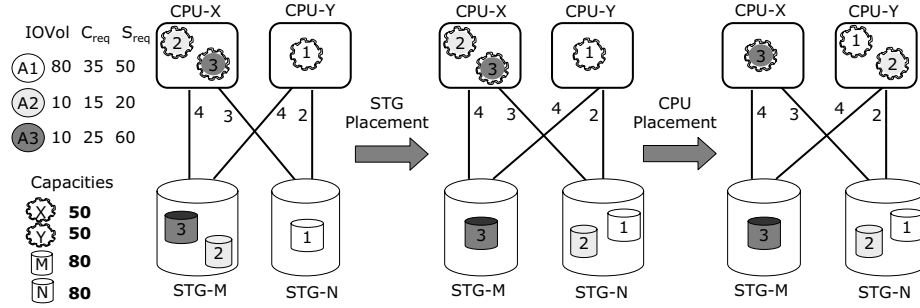 IOVol C_req S_req
A1 80 35 50
A2 10 15 20
A3 10 25 60
Capacities
X 50
Y 50
M 80
N 80
CPU-X CPU-Y
2 3 1
4 3 4 2
3 2 1
STG-M STG-N
STG
Placement
CPU-X CPU-Y
2 3 1
4 3 4 2
3 2 1
STG-M STG-N
CPU
Placement
CPU-X CPU-Y
3 1 2
4 3 4 2
3 2 1
STG-M STG-N